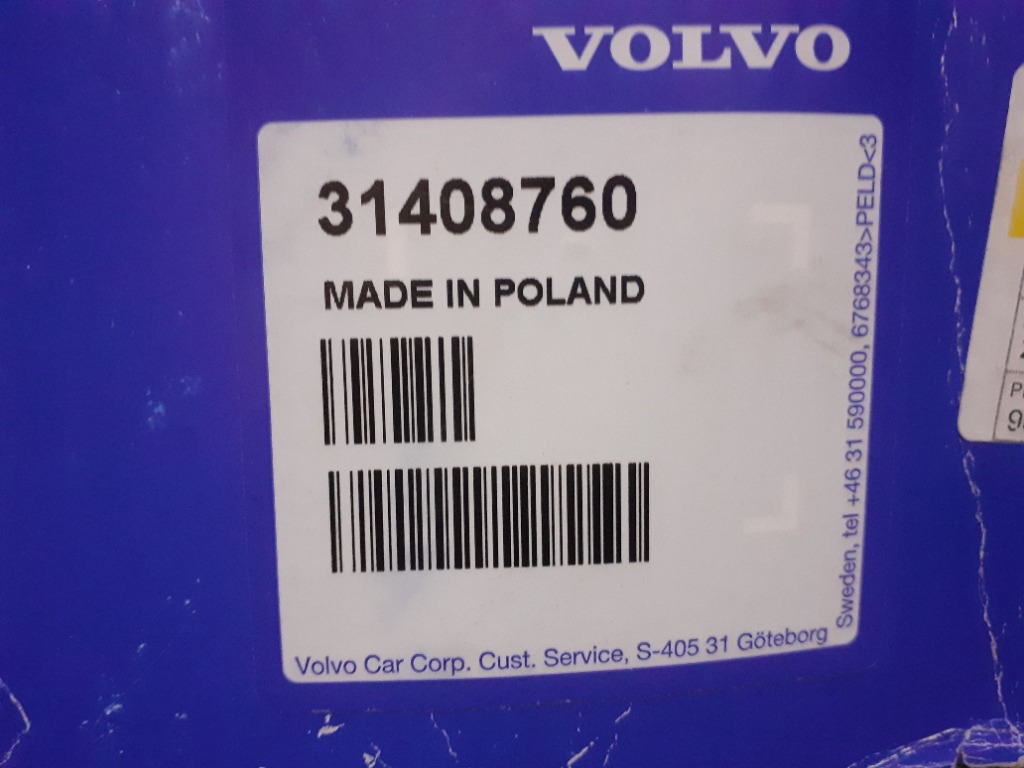 VOLVO
31408760
MADE IN POLAND
Volvo Car Corp. Cust. Service, S-405 31 Göteborg
Sweden, tel +46 31 590000, 6768343>PELD<3